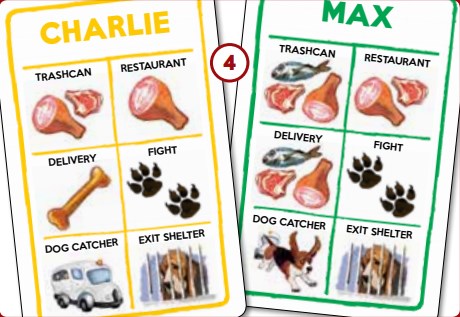 CHARLIE
TRASHCAN
RESTAURANT
DELIVERY
FIGHT
DOG CATCHER
EXIT SHELTER
4
MAX
TRASHCAN
RESTAURANT
DELIVERY
FIGHT
DOG CATCHER
EXIT SHELTER